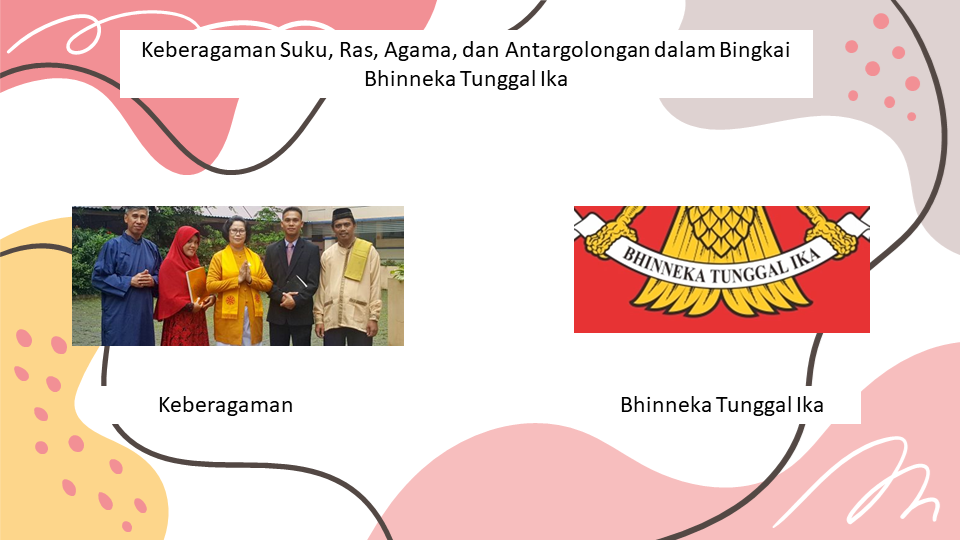 Keberagaman Suku, Ras, Agama, dan Antargolongan dalam Bingkai
Bhinneka Tunggal Ika
BHINNEKA TUNGGAL IKA
Keberagaman
Bhinneka Tunggal Ika